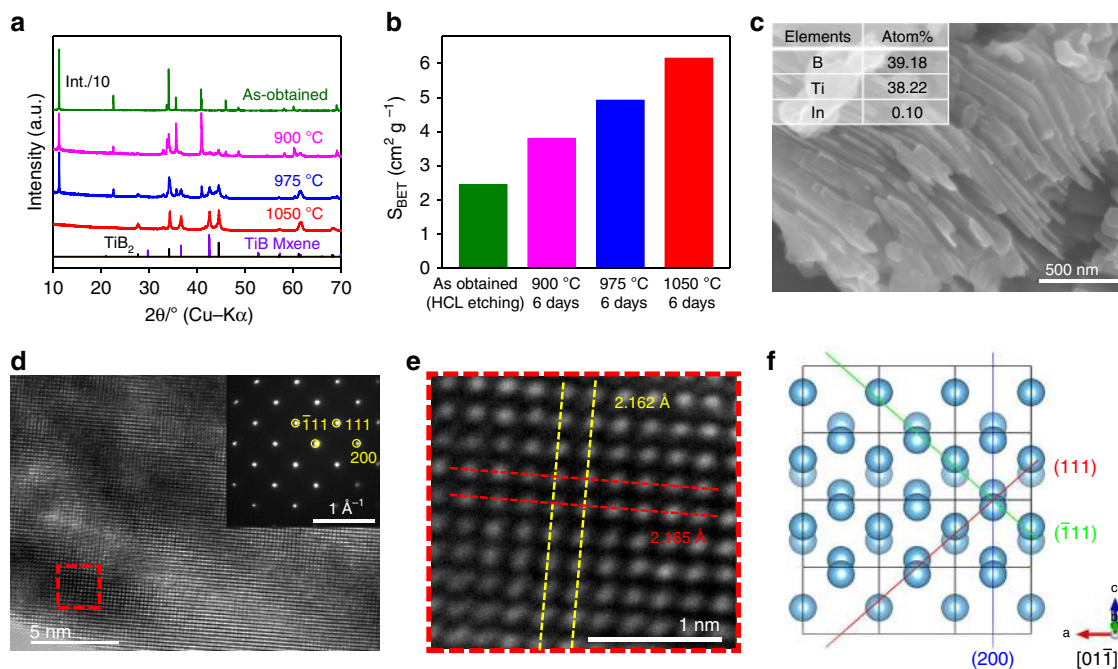 a
Int./10
As-obtained
900 °C
975 °C
1050 °C
TiB₂
TiB Mxene
Intensity (a.u.)
10 20 30 40 50 60 70
2θ/° (Cu–Kα)
b
S_BET (cm² g⁻¹)
6
5
4
3
2
1
0
As obtained 900 °C 975 °C 1050 °C
(HCL etching) 6 days 6 days 6 days
c
Elements Atom%
B 39.18
Ti 38.22
In 0.10
500 nm
d
1̄11 111
200
1 Å⁻¹
5 nm
e
2.162 Å
2.165 Å
1 nm
f
(111)
(1̄11)
(200)
c
b
a
[011̄]